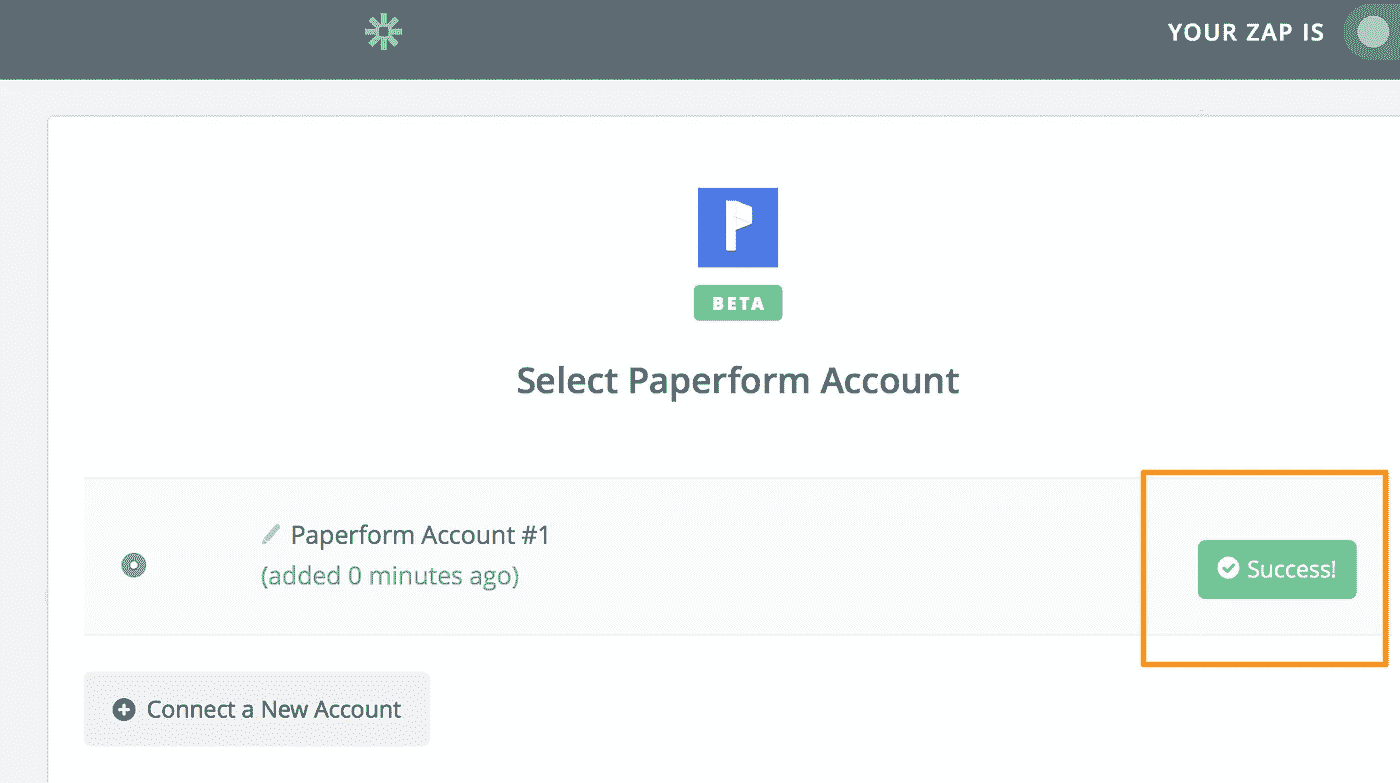 YOUR ZAP IS
BETA
Select Paperform Account
Paperform Account #1
(added 0 minutes ago)
Success!
Connect a New Account